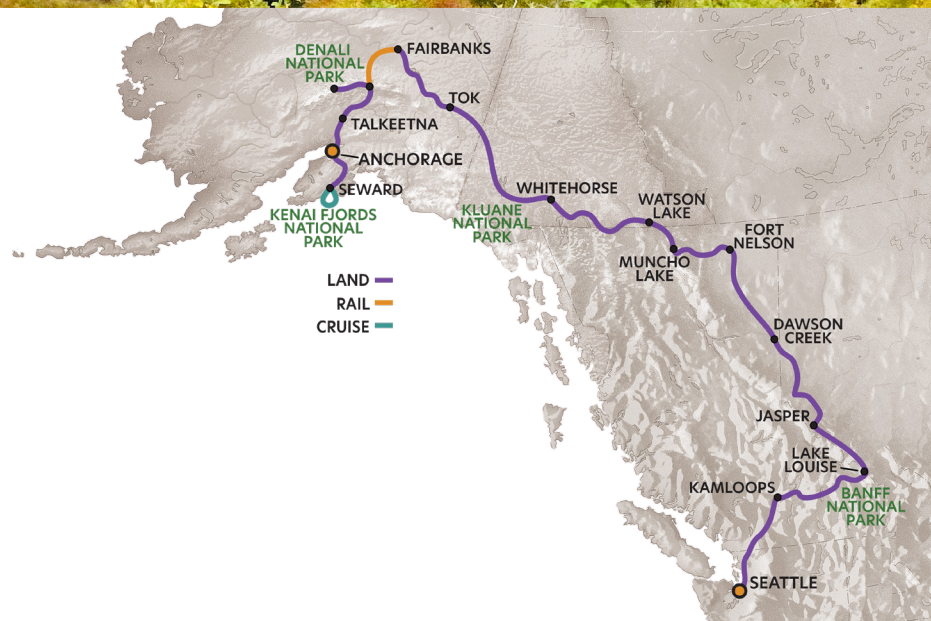 DENALI
NATIONAL
PARK
FAIRBANKS
TOK
TALKEETNA
ANCHORAGE
SEWARD
KENAI FJORDS
NATIONAL
PARK
KLUANE
NATIONAL
PARK
WHITEHORSE
WATSON
LAKE
MUNCHO
LAKE
FORT
NELSON
LAND
RAIL
CRUISE
DAWSON
CREEK
JASPER
LAKE
LOUISE
KAMLOOPS
BANFF
NATIONAL
PARK
SEATTLE